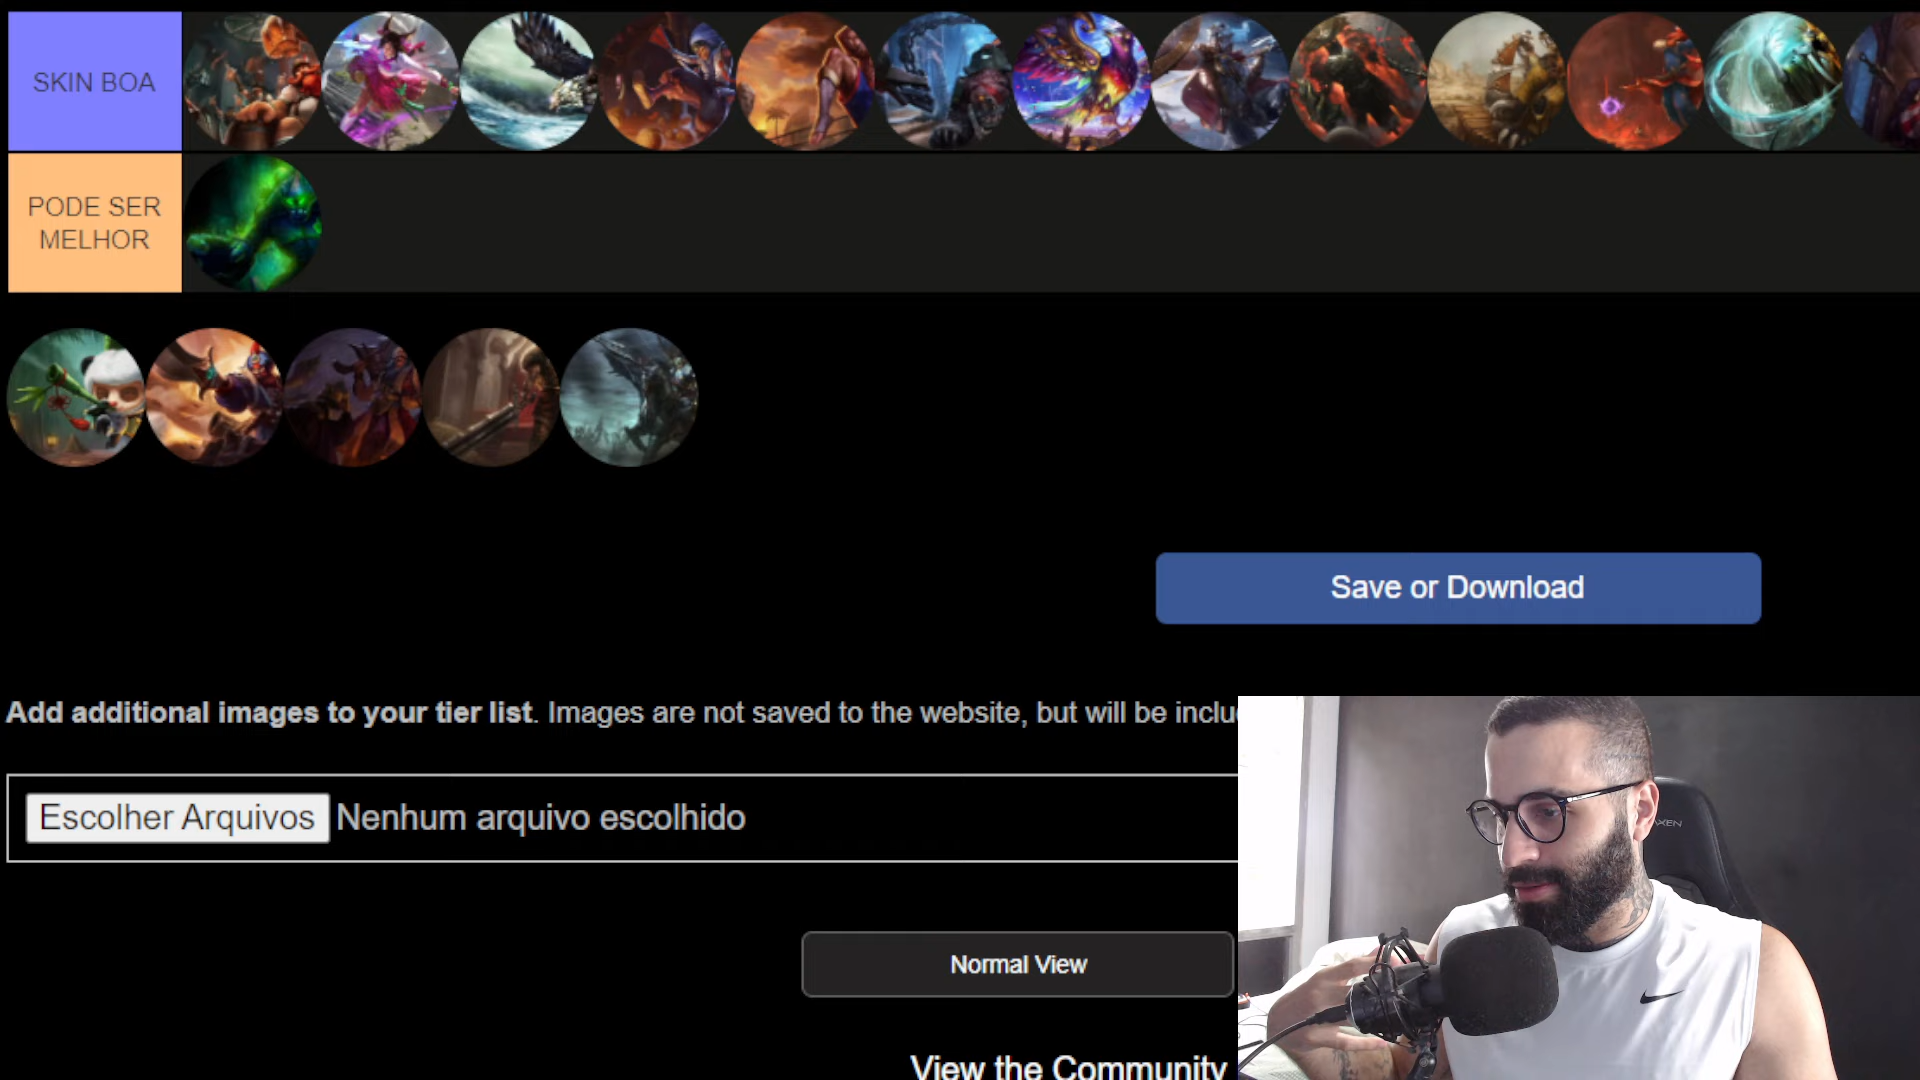 SKIN BOA
PODE SER
MELHOR
Save or Download
Add additional images to your tier list. Images are not saved to the website, but will be inclu
Escolher Arquivos Nenhum arquivo escolhido
Normal View
View the Community